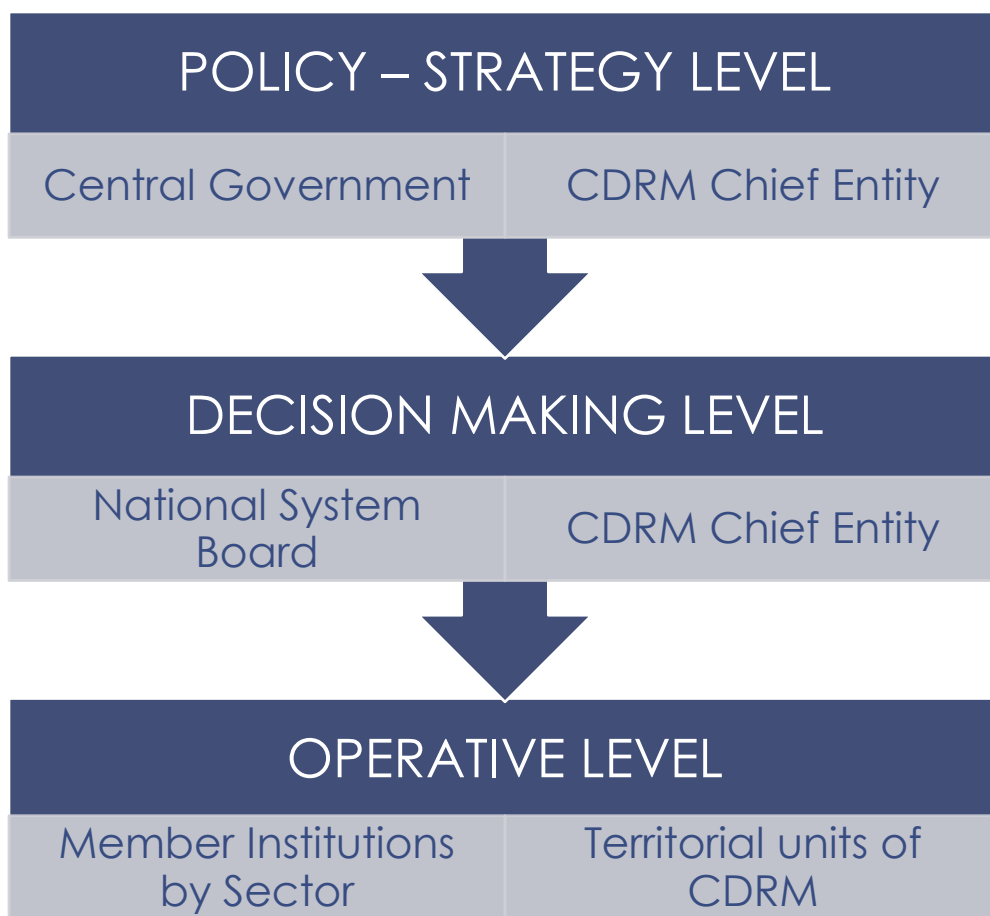 POLICY – STRATEGY LEVEL
Central Government
CDRM Chief Entity
DECISION MAKING LEVEL
National System
Board
CDRM Chief Entity
OPERATIVE LEVEL
Member Institutions
by Sector
Territorial units of
CDRM